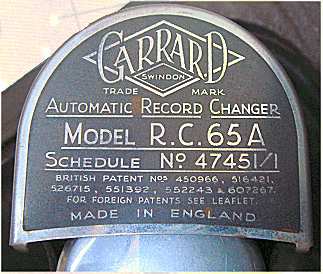 GARRARD
SWINDON
TRADE MARK
AUTOMATIC RECORD CHANGER
MODEL R.C. 65A
SCHEDULE No 47451/1
BRITISH PATENT Nos 450966, 516421,
526715, 551392, 552243 & 607267.
FOR FOREIGN PATENTS SEE LEAFLET.
MADE IN ENGLAND